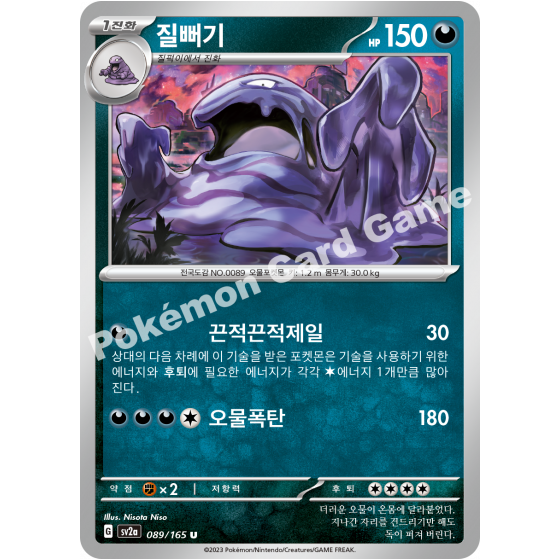 1진화
질뻐기
HP 150
질퍽이에서 진화
전국도감 NO.0089 오물포켓몬 키: 1.2 m 몸무게: 30.0 kg
Pokémon Card Game
끈적끈적제일 30
상대의 다음 차례에 이 기술을 받은 포켓몬은 기술을 사용하기 위한
에너지와 후퇴에 필요한 에너지가 각각 에너지 1개만큼 많아
진다.
오물폭탄 180
약점 ×2 저항력 후퇴
Illus. Nisota Niso
G sv2a 089/165 U
더러운 오물이 온몸에 달라붙었다.
지나간 자리를 건드리기만 해도
독이 퍼져 버린다.
©2023 Pokémon/Nintendo/Creatures/GAME FREAK.